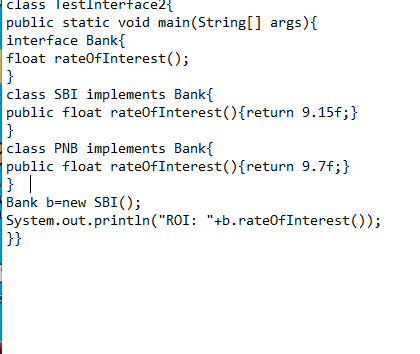 class TestInterface2{
public static void main(String[] args){
interface Bank{
float rateOfInterest();
}
class SBI implements Bank{
public float rateOfInterest(){return 9.15f;}
}
class PNB implements Bank{
public float rateOfInterest(){return 9.7f;}
}
Bank b=new SBI();
System.out.println("ROI: "+b.rateOfInterest());
}}